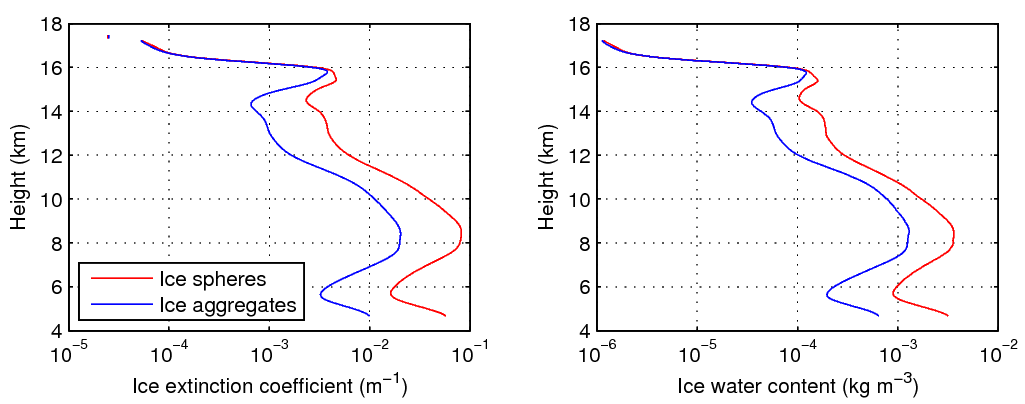 18
16
14
12
10
8
6
4
Height (km)
Ice spheres
Ice aggregates
10⁻⁵ 10⁻⁴ 10⁻³ 10⁻² 10⁻¹
Ice extinction coefficient (m⁻¹)
18
16
14
12
10
8
6
4
Height (km)
10⁻⁶ 10⁻⁵ 10⁻⁴ 10⁻³ 10⁻²
Ice water content (kg m⁻³)